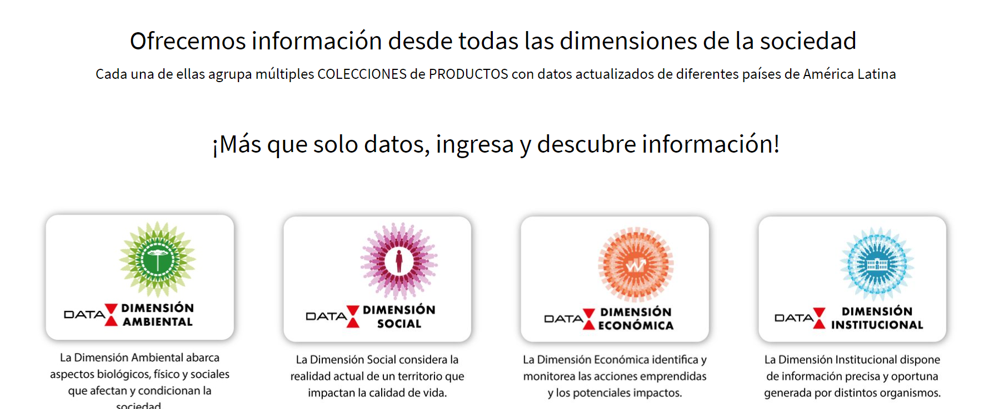 Ofrecemos información desde todas las dimensiones de la sociedad
Cada una de ellas agrupa múltiples COLECCIONES de PRODUCTOS con datos actualizados de diferentes países de América Latina
¡Más que solo datos, ingresa y descubre información!
DATA DIMENSIÓN
AMBIENTAL
La Dimensión Ambiental abarca
aspectos biológicos, físico y sociales
que afectan y condicionan la
sociedad.
DATA DIMENSIÓN
SOCIAL
La Dimensión Social considera la
realidad actual de un territorio que
impactan la calidad de vida.
DATA DIMENSIÓN
ECONÓMICA
La Dimensión Económica identifica y
monitorea las acciones emprendidas
y los potenciales impactos.
DATA DIMENSIÓN
INSTITUCIONAL
La Dimensión Institucional dispone
de información precisa y oportuna
generada por distintos organismos.